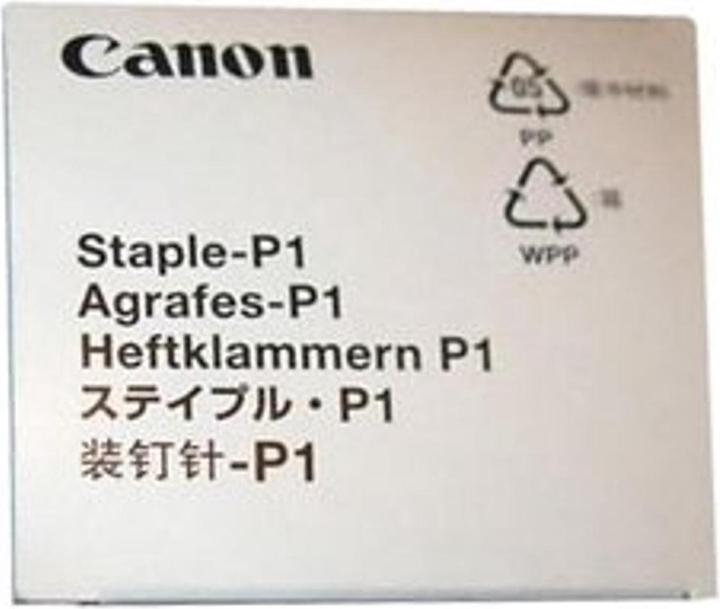 Canon
05
PP
WPP
Staple-P1
Agrafes-P1
Heftklammern P1
ステイプル・P1
装钉针-P1